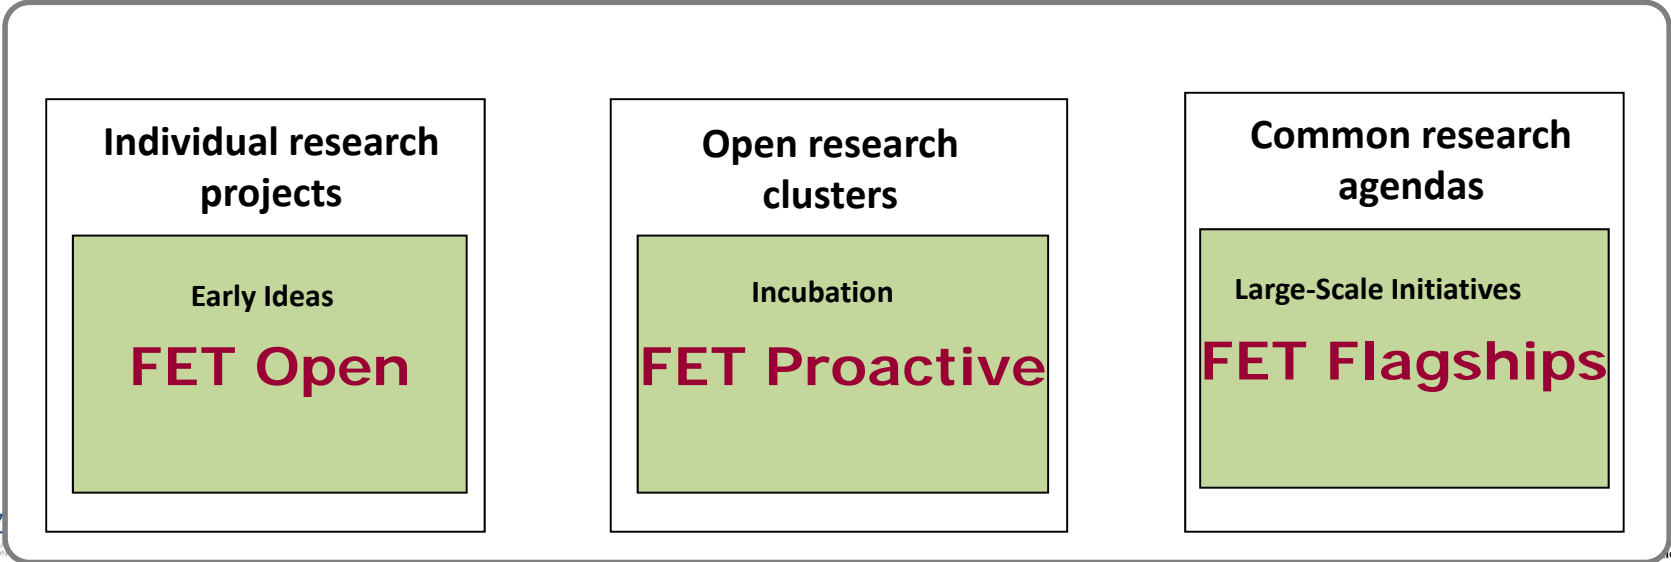 Individual research
projects
Early Ideas
FET Open
Open research
clusters
Incubation
FET Proactive
Common research
agendas
Large-Scale Initiatives
FET Flagships